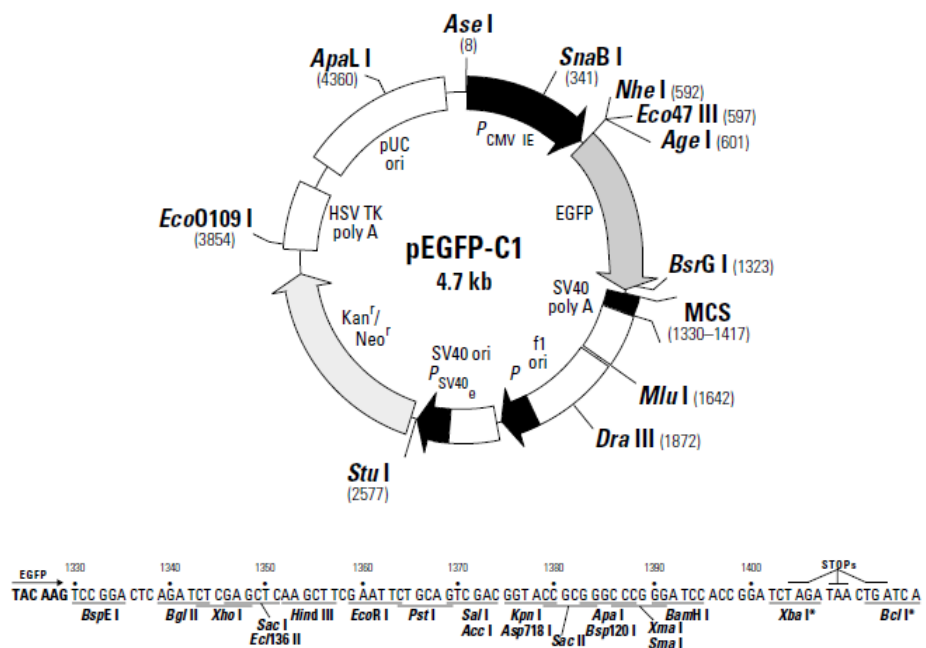 Ase I
(8)
ApaL I
(4360)
SnaB I
(341)
Nhe I (592)
Eco47 III (597)
Age I (601)
P CMV IE
pUC
ori
EcoO109 I
(3854)
HSV TK
poly A
EGFP
pEGFP-C1
4.7 kb
BsrG I (1323)
SV40
poly A
MCS
(1330–1417)
Kanr/
Neor
SV40 ori
P SV40e
f1
ori
P
Mlu I (1642)
Dra III (1872)
Stu I
(2577)
EGFP 1330 1340 1350 1360 1370 1380 1390 1400 STOPs
TAC AAG TCC GGA CTC AGA TCT CGA GCT CAA GCT TCG AAT TCT GCA GTC GAC GGT ACC GCG GGC CCG GGA TCC ACC GGA TCT AGA TAA CTG ATC A
BspE I Bgl II Xho I Hind III EcoR I Pst I Sal I Kpn I Apa I BamH I Xba I* Bcl I*
Sac I Acc I Asp718 I Bsp120 I Xma I
Ecl136 II Sac II Sma I